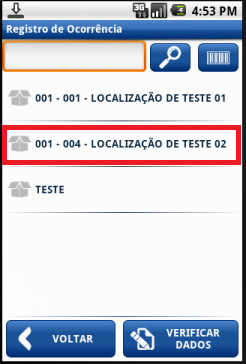 3G
4:53 PM
Registro de Ocorrência
001 - 001 - LOCALIZAÇÃO DE TESTE 01
001 - 004 - LOCALIZAÇÃO DE TESTE 02
TESTE
VOLTAR
VERIFICAR
DADOS